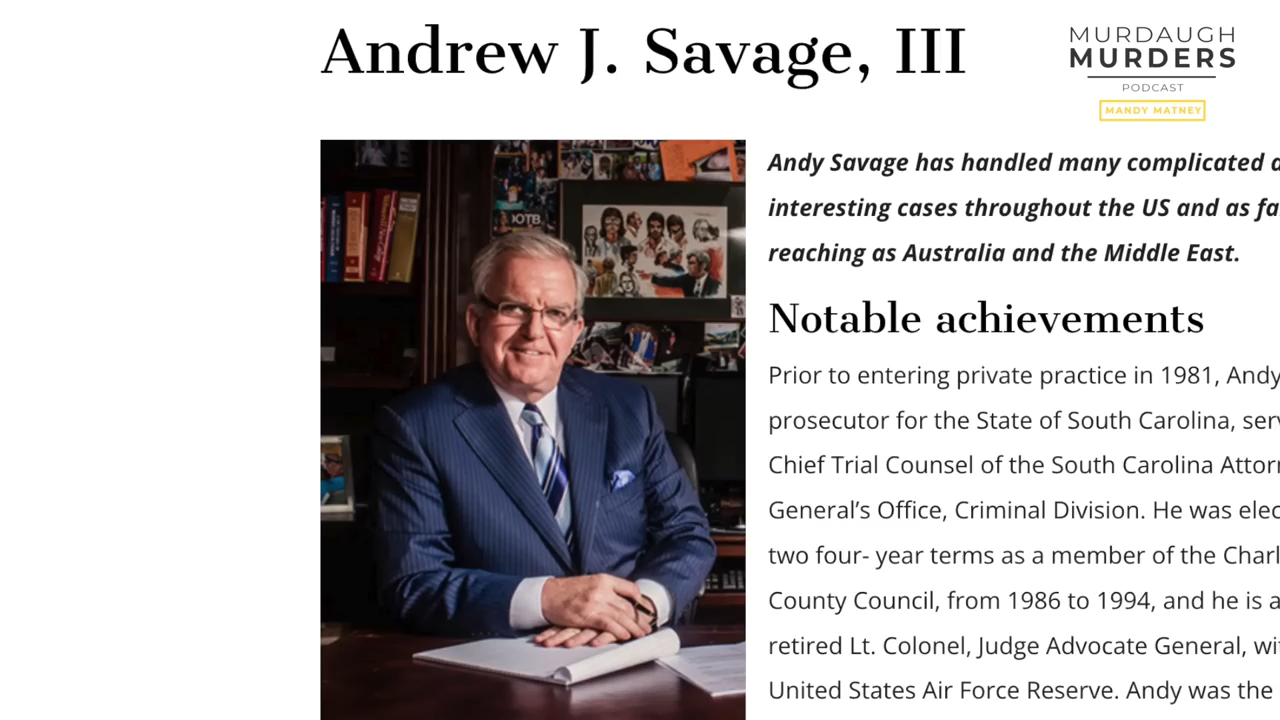 Andrew J. Savage, III
MURDAUGH
MURDERS
PODCAST
MANDY MATNEY
Andy Savage has handled many complicated
interesting cases throughout the US and as fa
reaching as Australia and the Middle East.
Notable achievements
Prior to entering private practice in 1981, Andy
prosecutor for the State of South Carolina, serv
Chief Trial Counsel of the South Carolina Attorn
General’s Office, Criminal Division. He was elec
two four- year terms as a member of the Charl
County Council, from 1986 to 1994, and he is a
retired Lt. Colonel, Judge Advocate General, wit
United States Air Force Reserve. Andy was the
OOTB